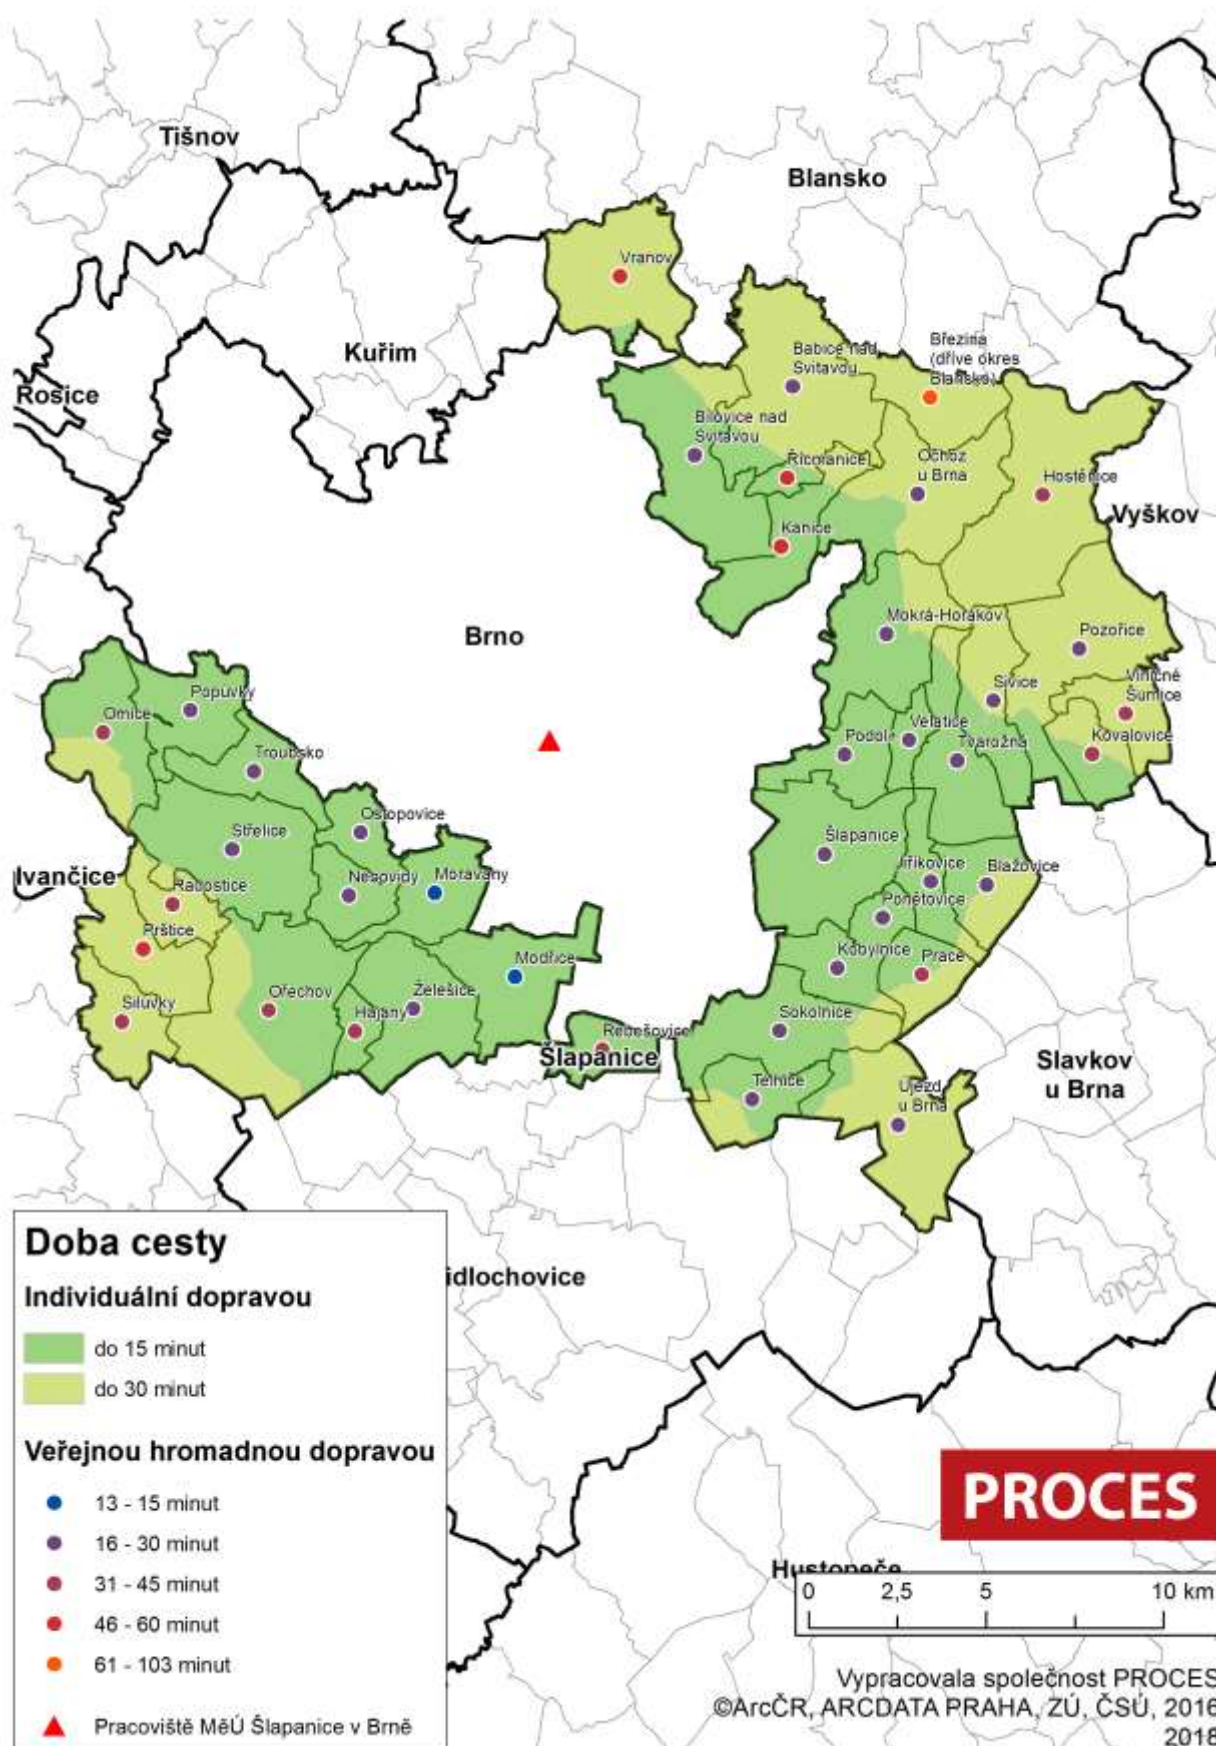 Tišnov
Blansko
Vranov
Kuřim
Babice nad
Svitavou
Březina
(dříve okres
Blansko)
Rosice
Bílovice nad
Svitavou
Řícmanice
Ochoz
u Brna
Hostěnice
Vyškov
Kanice
Brno
Mokrá-Horákov
Pozořice
Sivice
Viničné
Šumice
Popůvky
Omice
Troubsko
Podolí
Velatice
Tvarožná
Kovalovice
Ostopovice
Střelice
Šlapanice
Ivančice
Radostice
Nebovidy
Moravany
Jiříkovice
Blažovice
Ponětovice
Prštice
Modřice
Kobylnice
Prace
Silůvky
Ořechov
Hajany
Želešice
Rebešovice
Šlapanice
Sokolnice
Slavkov
u Brna
Telnice
Újezd
u Brna
Doba cesty
Individuální dopravou
do 15 minut
do 30 minut
idlochovice
Veřejnou hromadnou dopravou
13 - 15 minut
16 - 30 minut
31 - 45 minut
46 - 60 minut
61 - 103 minut
Pracoviště MěÚ Šlapanice v Brně
PROCES
Hustopeče
0 2,5 5 10 km
Vypracovala společnost PROCES
©ArcČR, ARCDATA PRAHA, ZÚ, ČSÚ, 2016
2018